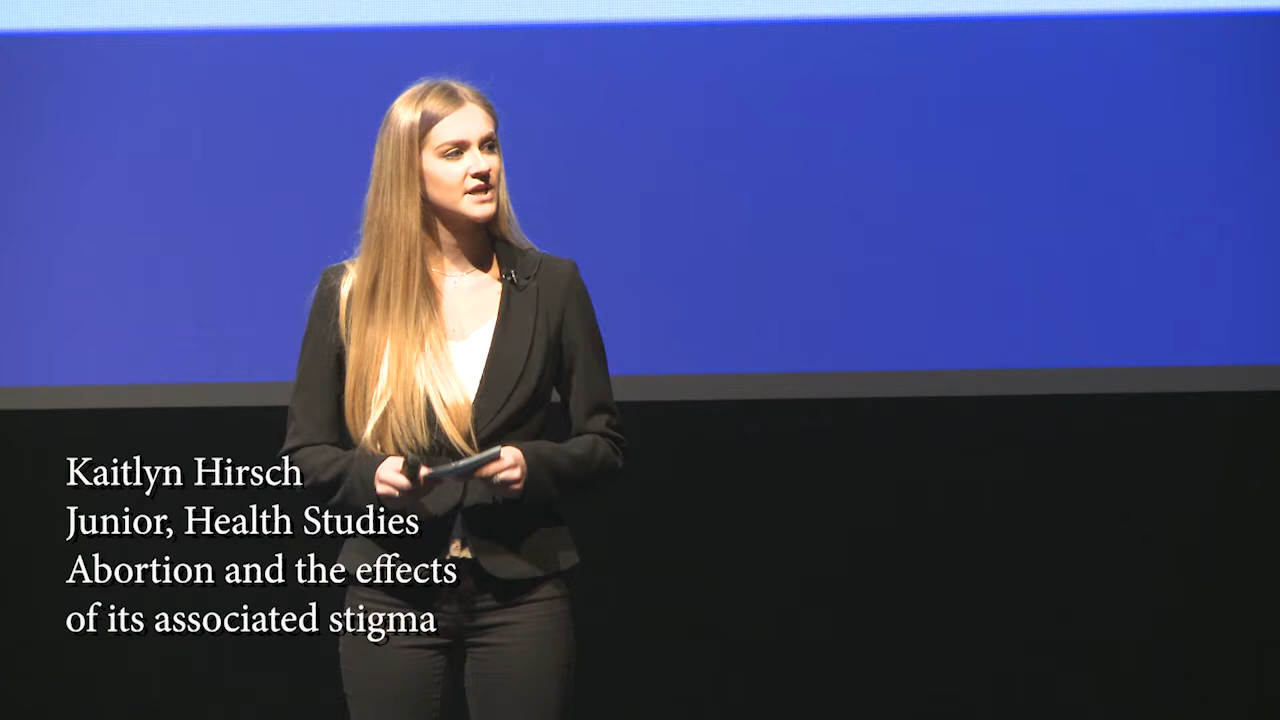 Kaitlyn Hirsch
Junior, Health Studies
Abortion and the effects
of its associated stigma